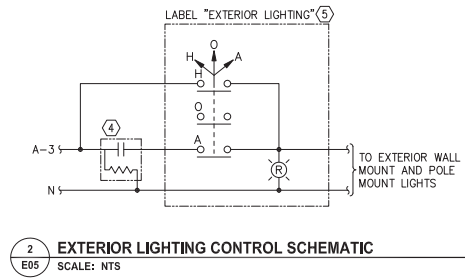 LABEL "EXTERIOR LIGHTING" 5
O
H A
H
O
4
A
A-3
N
R
TO EXTERIOR WALL
MOUNT AND POLE
MOUNT LIGHTS
2
E05
EXTERIOR LIGHTING CONTROL SCHEMATIC
SCALE: NTS